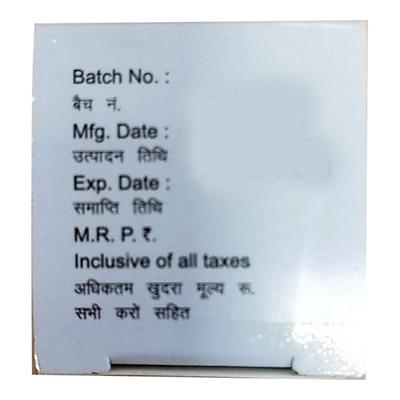 Batch No. :
बैच नं.
Mfg. Date :
उत्पादन तिथि
Exp. Date :
समाप्ति तिथि
M.R. P. ₹.
Inclusive of all taxes
अधिकतम खुदरा मूल्य रू.
सभी करों सहित